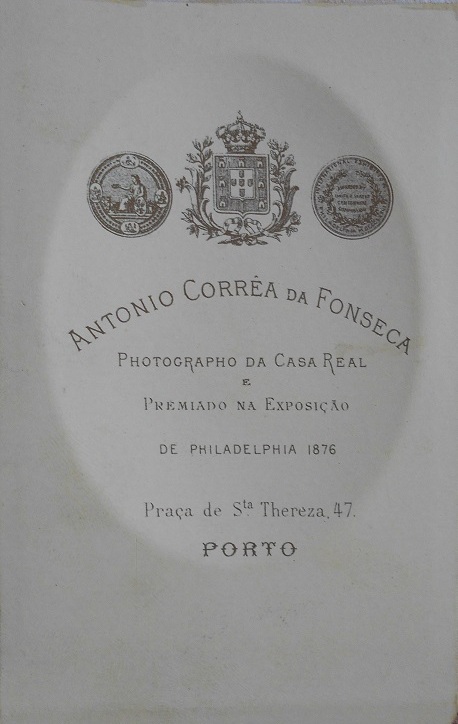 ANTONIO CORRÊA DA FONSECA
PHOTOGRAPHO DA CASA REAL
E
PREMIADO NA EXPOSIÇÃO
DE PHILADELPHIA 1876
Praça de Sta Thereza, 47.
PORTO